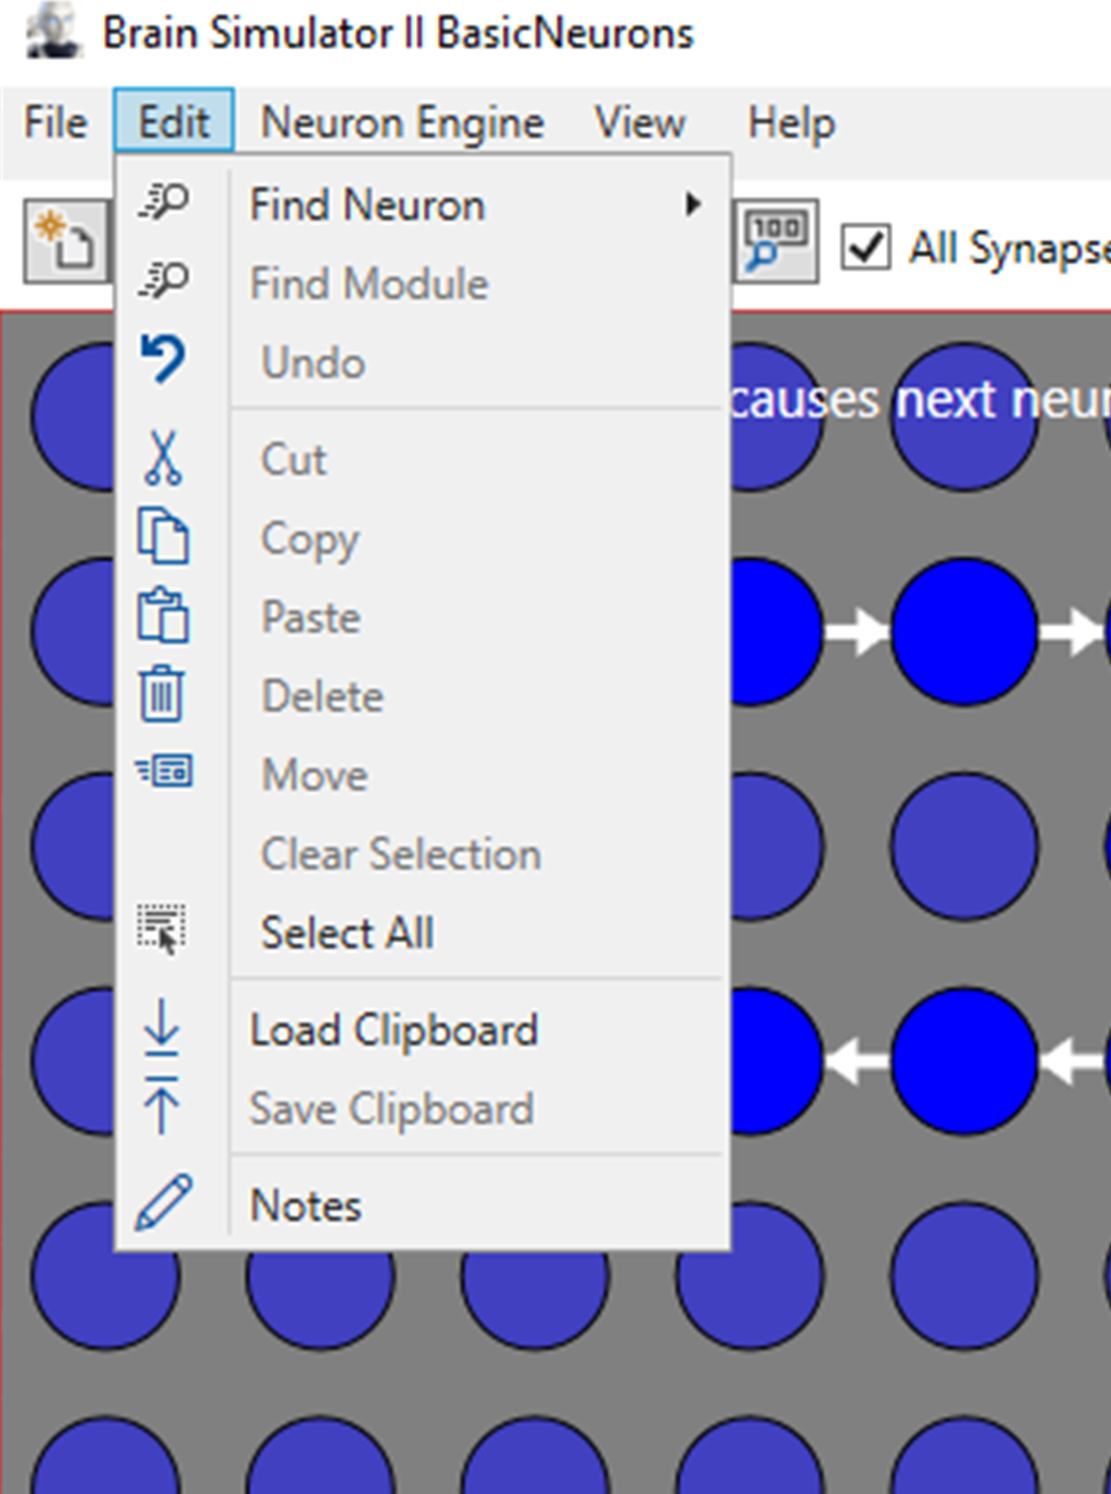 Brain Simulator II BasicNeurons
File Edit Neuron Engine View Help
100
All Synapse
Find Neuron
Find Module
Undo
causes next neur
Cut
Copy
Paste
Delete
Move
Clear Selection
Select All
Load Clipboard
Save Clipboard
Notes